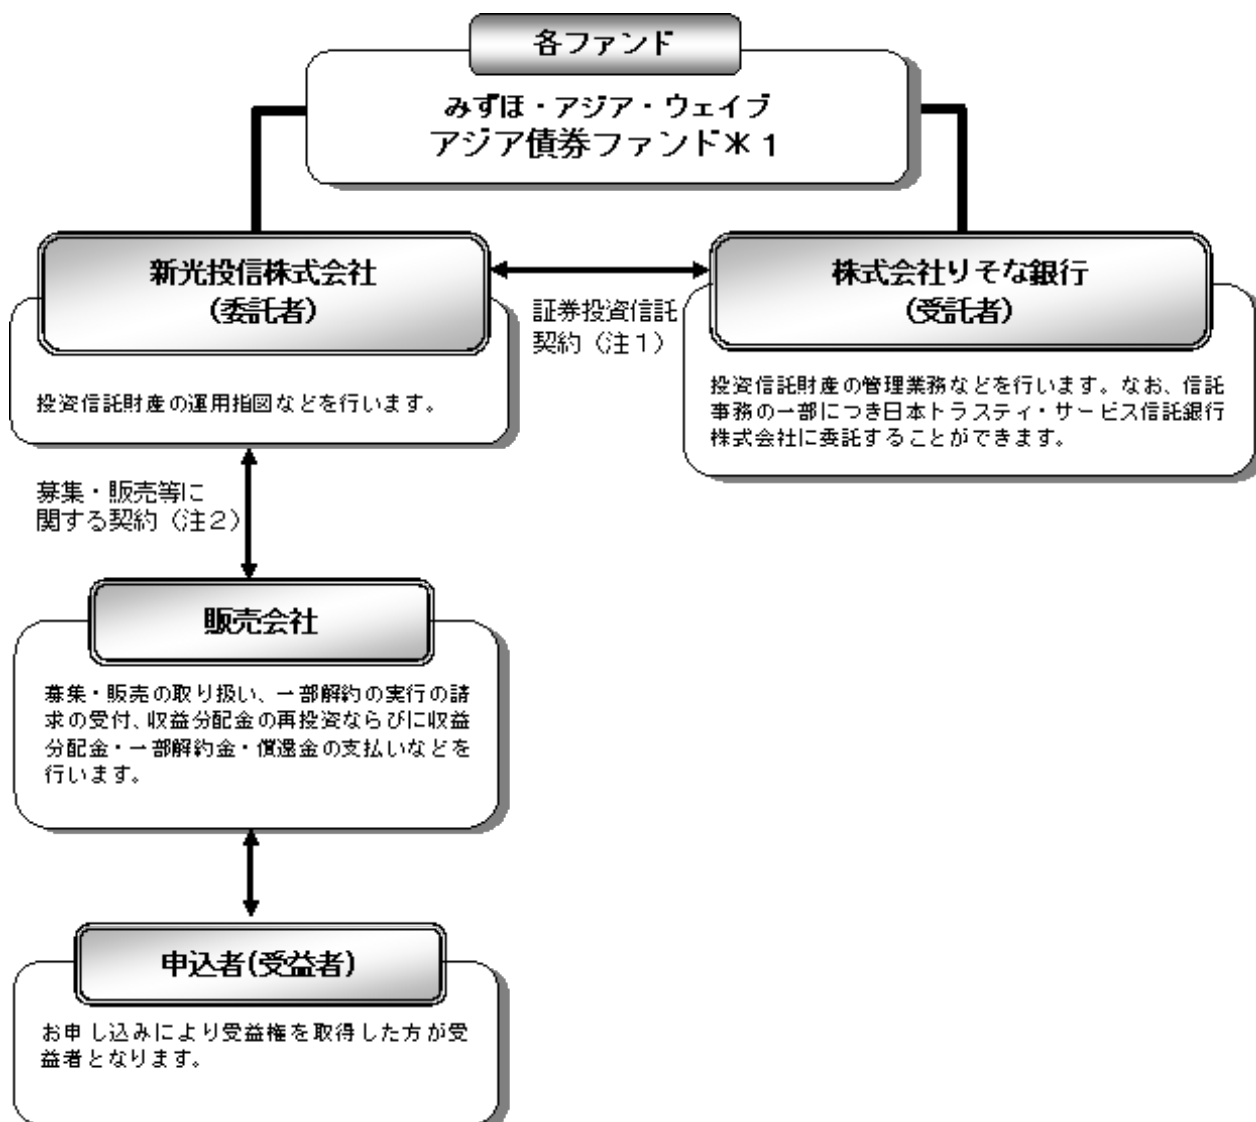 各ファンド
みずほ・アジア・ウェイブ
アジア債券ファンド＊１
新光投信株式会社
(委託者)
投資信託財産の運用指図などを行います。
証券投資信託
契約（注１）
株式会社りそな銀行
(受託者)
投資信託財産の管理業務などを行います。なお、信託
事務の一部につき日本トラスティ・サービス信託銀行
株式会社に委託することができます。
募集・販売等に
関する契約（注２）
販売会社
募集・販売の取り扱い、一部解約の実行の請
求の受付、収益分配金の再投資ならびに収益
分配金・一部解約金・償還金の支払いなどを
行います。
申込者(受益者)
お申し込みにより受益権を取得した方が受
益者となります。